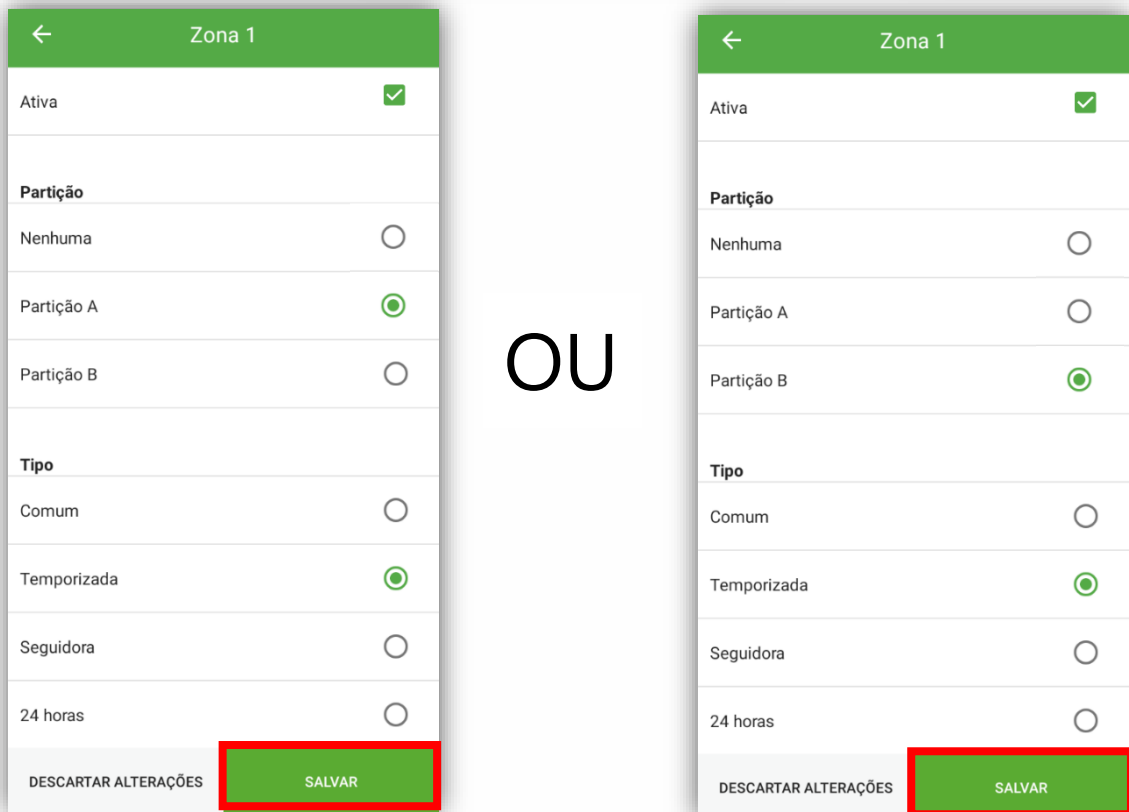 Zona 1
Ativa
Partição
Nenhuma
Partição A
Partição B
Tipo
Comum
Temporizada
Seguidora
24 horas
DESCARTAR ALTERAÇÕES SALVAR
OU
Zona 1
Ativa
Partição
Nenhuma
Partição A
Partição B
Tipo
Comum
Temporizada
Seguidora
24 horas
DESCARTAR ALTERAÇÕES SALVAR